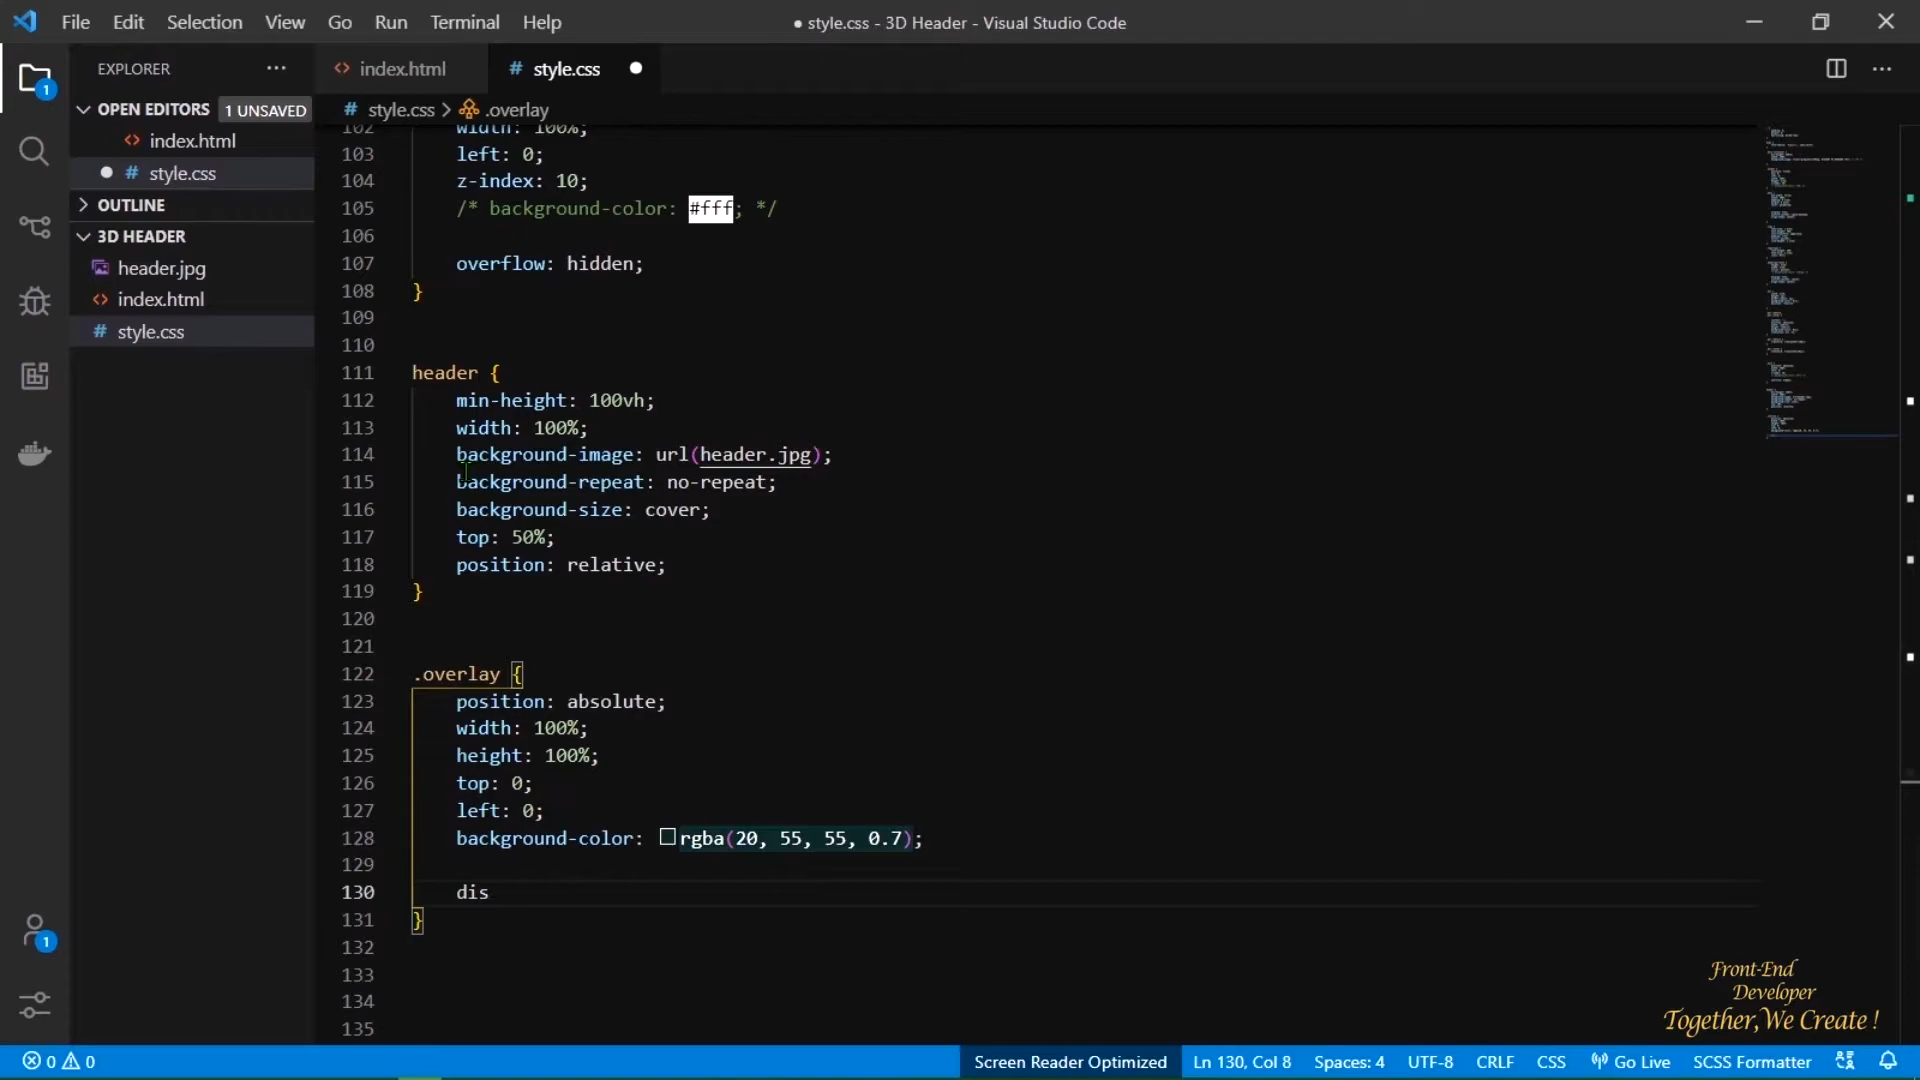 File Edit Selection View Go Run Terminal Help
● style.css - 3D Header - Visual Studio Code
EXPLORER
OPEN EDITORS 1 UNSAVED
index.html
style.css
OUTLINE
3D HEADER
header.jpg
index.html
style.css
1
1
index.html
style.css
style.css > .overlay
102 width: 100%;
103 left: 0;
104 z-index: 10;
105 /* background-color: #fff; */
106
107 overflow: hidden;
108 }
109
110
111 header {
112 min-height: 100vh;
113 width: 100%;
114 background-image: url(header.jpg);
115 background-repeat: no-repeat;
116 background-size: cover;
117 top: 50%;
118 position: relative;
119 }
120
121
122 .overlay {
123 position: absolute;
124 width: 100%;
125 height: 100%;
126 top: 0;
127 left: 0;
128 background-color: rgba(20, 55, 55, 0.7);
129
130 dis
131 }
132
133
134
135
Front-End
Developer
Together,We Create !
0 0
Screen Reader Optimized Ln 130, Col 8 Spaces: 4 UTF-8 CRLF CSS Go Live SCSS Formatter